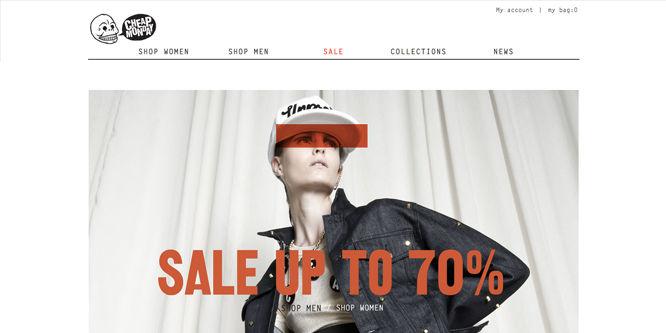 My account | my bag:0
CHEAP
MONDAY
SHOP WOMEN SHOP MEN SALE COLLECTIONS NEWS
SALE UP TO 70%
SHOP MEN / SHOP WOMEN